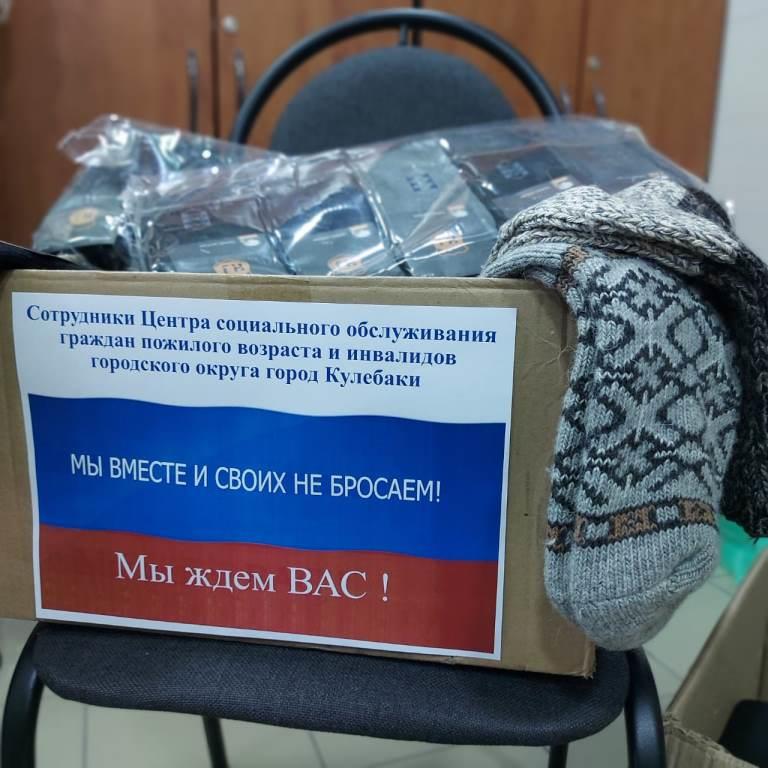 Сотрудники Центра социального обслуживания
граждан пожилого возраста и инвалидов
городского округа город Кулебаки
МЫ ВМЕСТЕ И СВОИХ НЕ БРОСАЕМ!
Мы ждем ВАС !